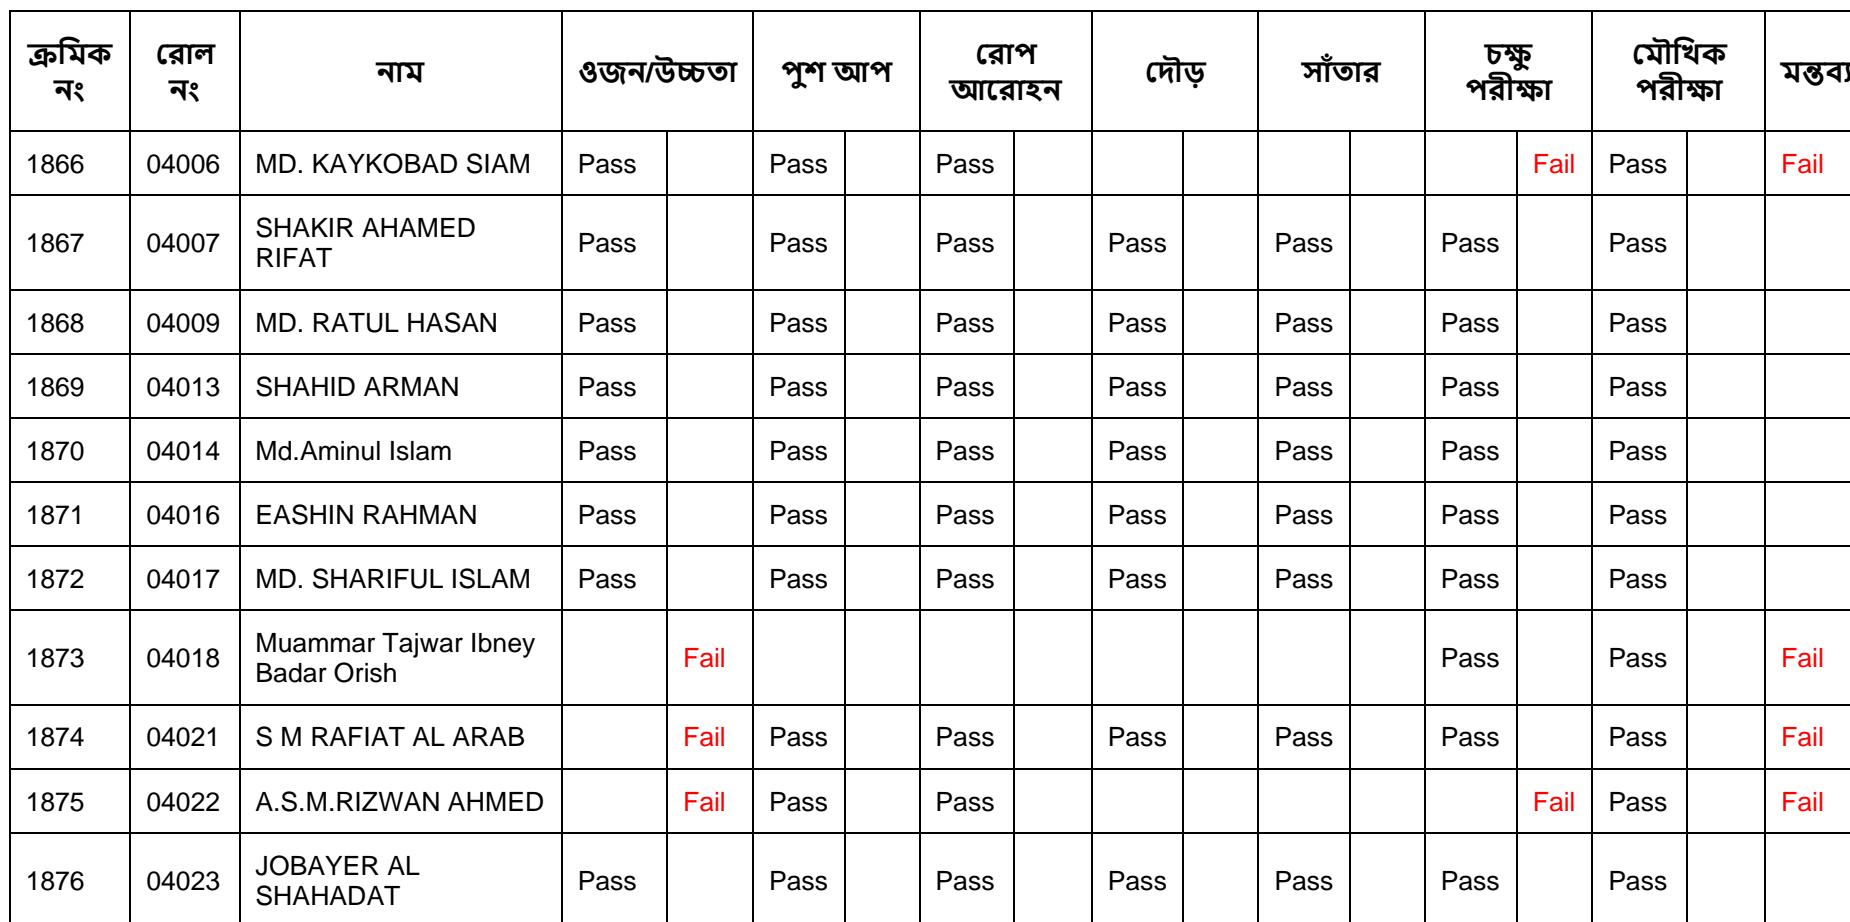 ক্রমিক নং রোল নং নাম ওজন/উচ্চতা পুশ আপ রোপ আরোহন দৌড় সাঁতার চক্ষু পরীক্ষা মৌখিক পরীক্ষা মন্তব্য
1866 04006 MD. KAYKOBAD SIAM Pass Pass Pass Fail Pass Fail
1867 04007 SHAKIR AHAMED RIFAT Pass Pass Pass Pass Pass Pass Pass
1868 04009 MD. RATUL HASAN Pass Pass Pass Pass Pass Pass Pass
1869 04013 SHAHID ARMAN Pass Pass Pass Pass Pass Pass Pass
1870 04014 Md.Aminul Islam Pass Pass Pass Pass Pass Pass Pass
1871 04016 EASHIN RAHMAN Pass Pass Pass Pass Pass Pass Pass
1872 04017 MD. SHARIFUL ISLAM Pass Pass Pass Pass Pass Pass Pass
1873 04018 Muammar Tajwar Ibney Badar Orish Fail Pass Pass Fail
1874 04021 S M RAFIAT AL ARAB Fail Pass Pass Pass Pass Pass Pass Fail
1875 04022 A.S.M.RIZWAN AHMED Fail Pass Pass Fail Pass Fail
1876 04023 JOBAYER AL SHAHADAT Pass Pass Pass Pass Pass Pass Pass